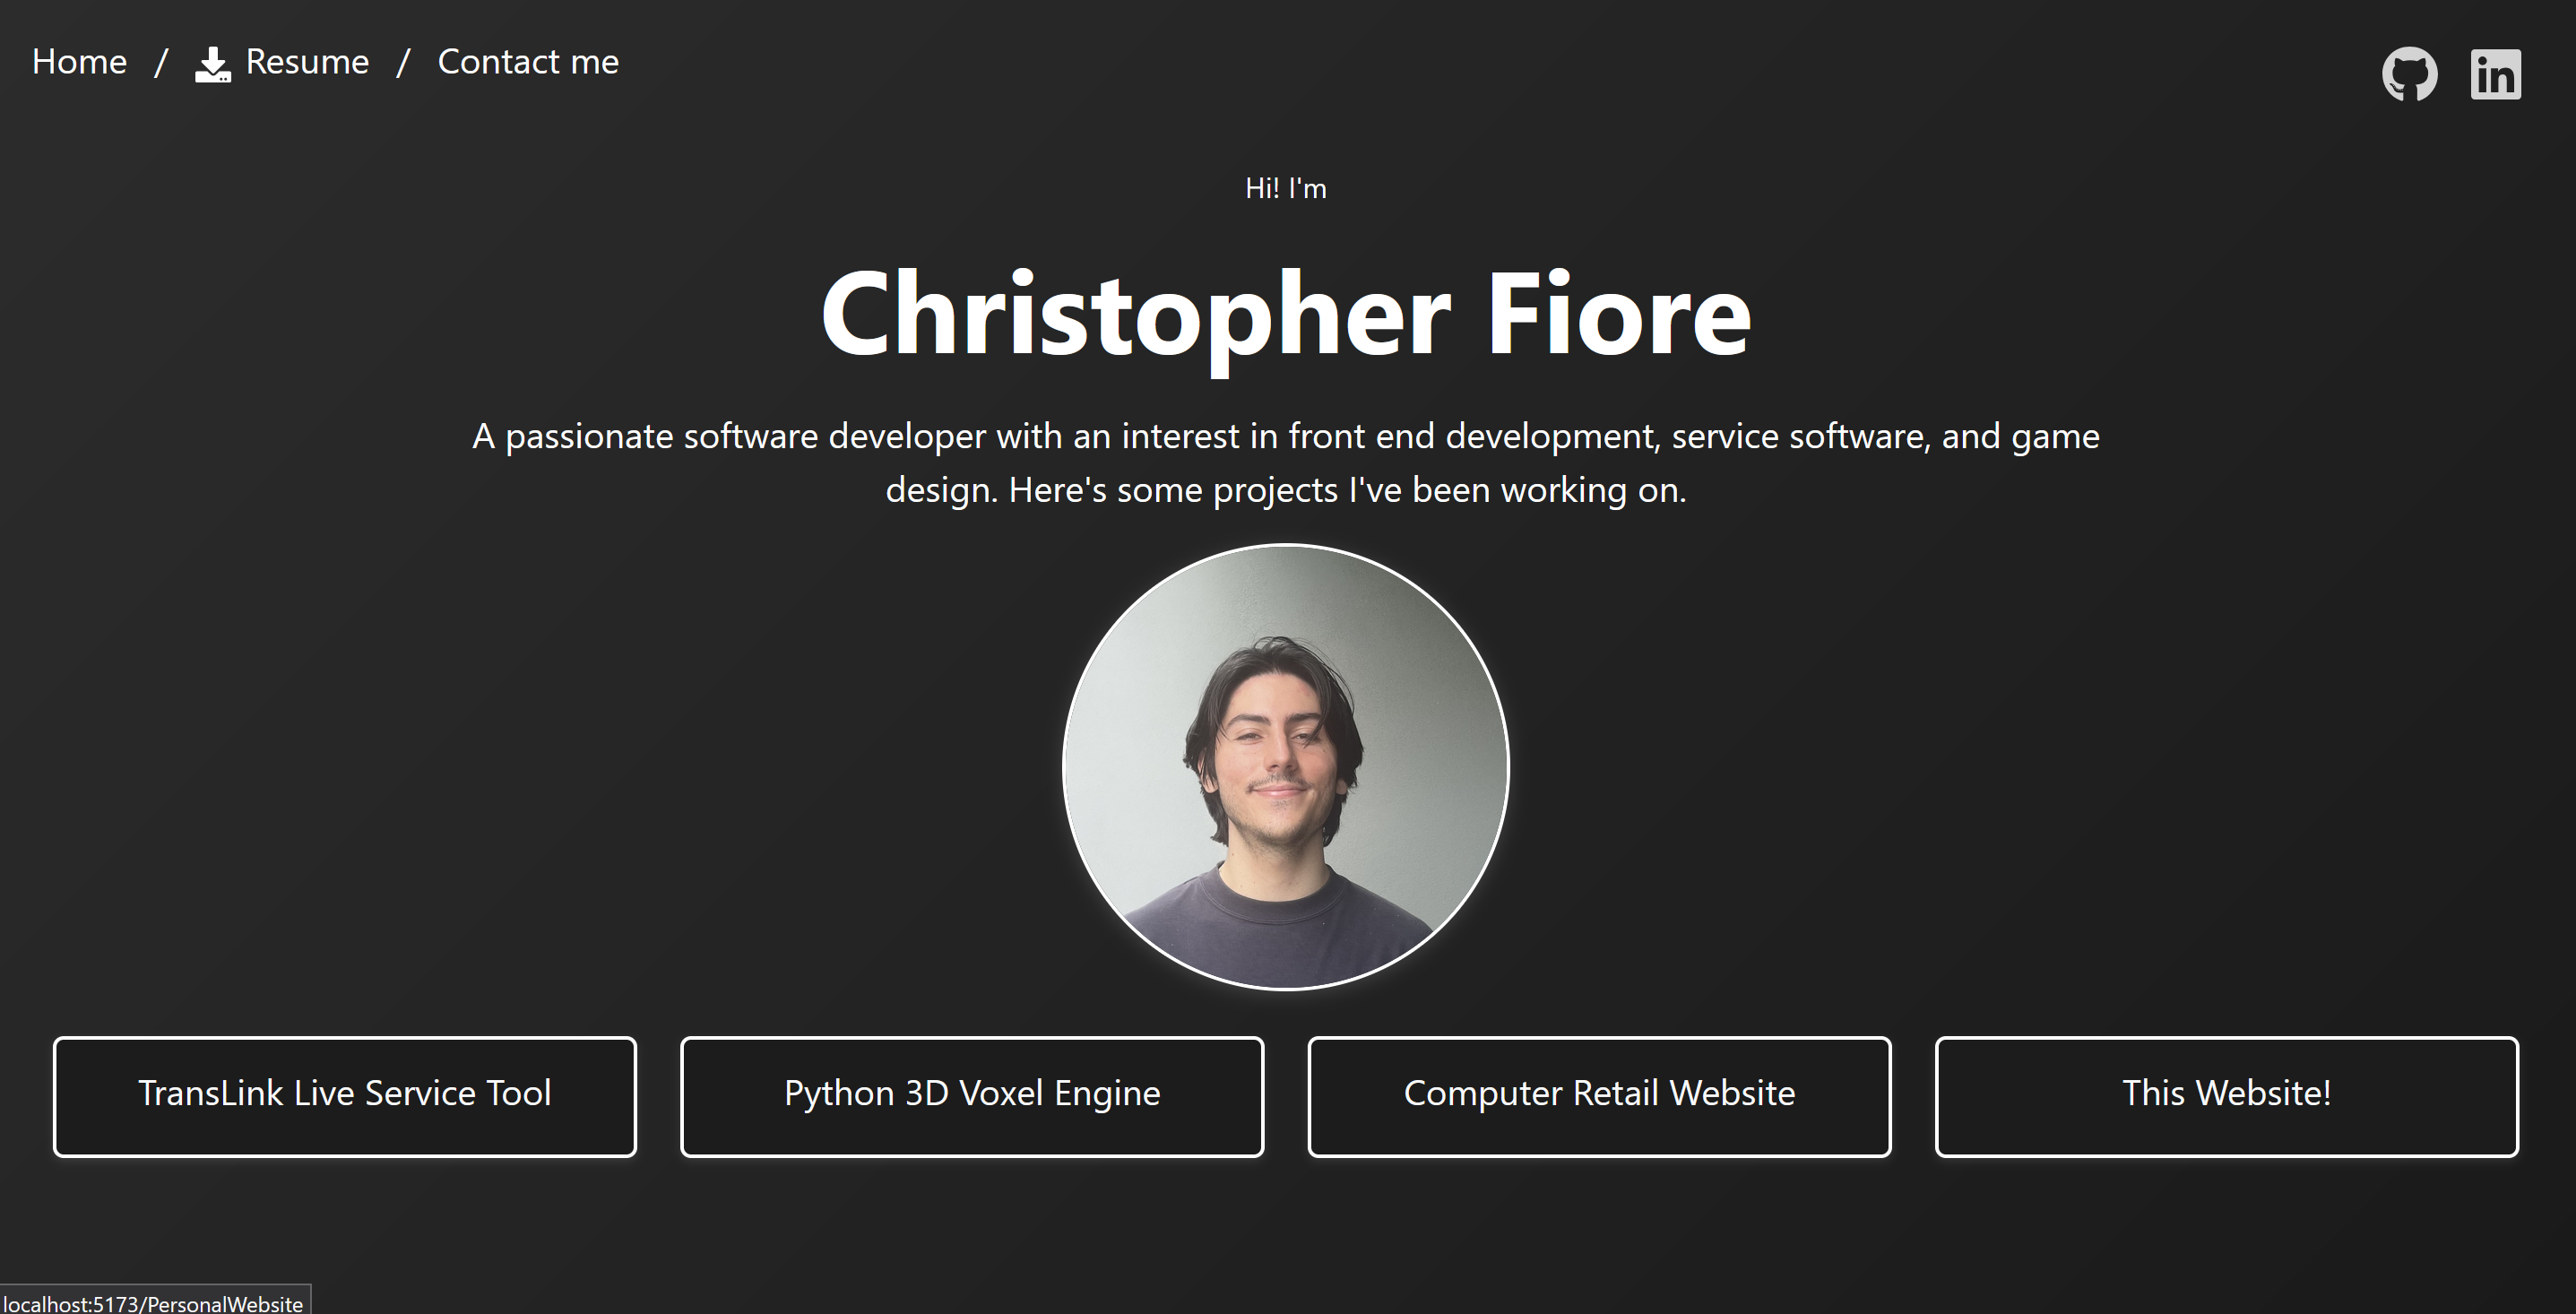 Home / Resume / Contact me
in
Hi! I'm
Christopher Fiore
A passionate software developer with an interest in front end development, service software, and game
design. Here's some projects I've been working on.
TransLink Live Service Tool
Python 3D Voxel Engine
Computer Retail Website
This Website!
localhost:5173/PersonalWebsite